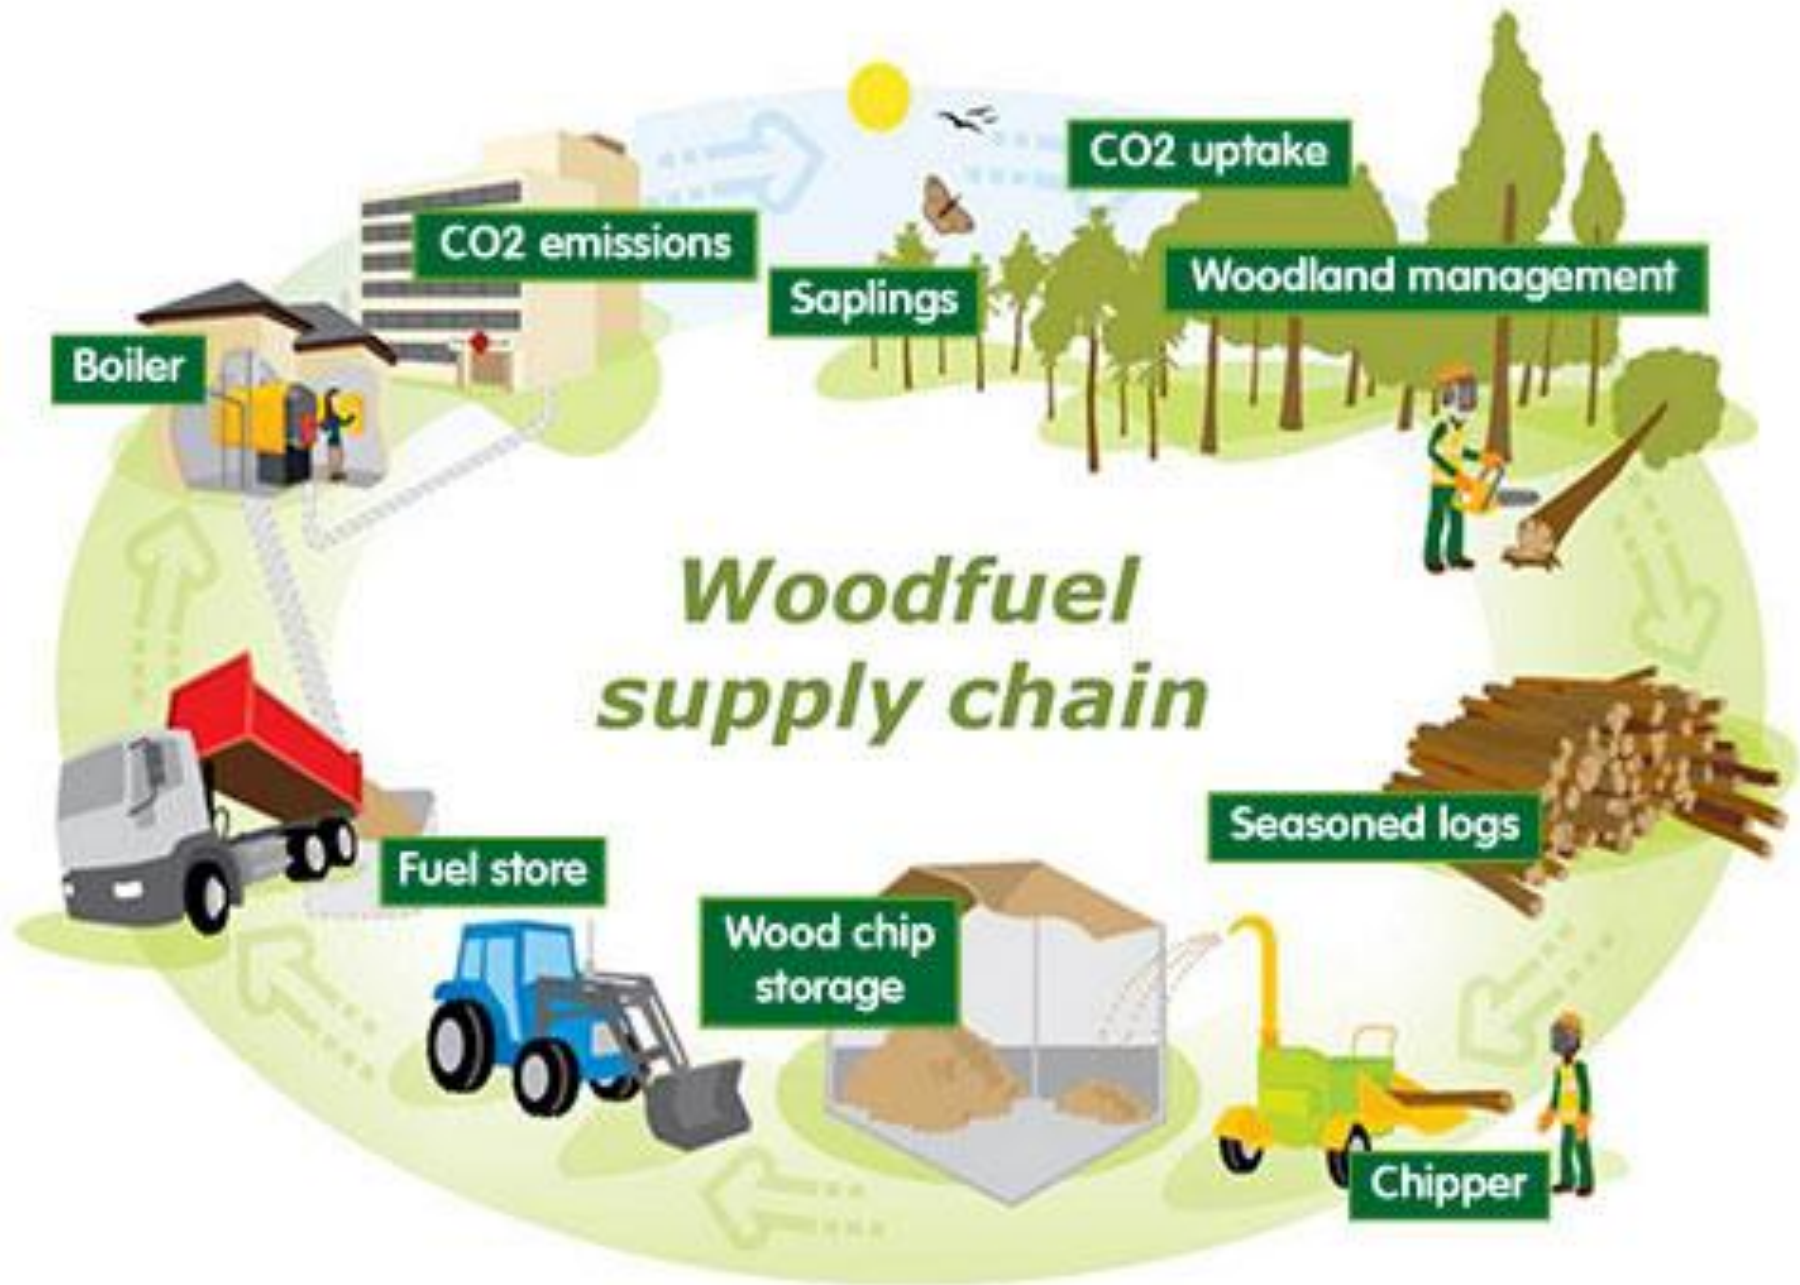 CO2 uptake
CO2 emissions
Woodland management
Saplings
Boiler
Woodfuel
supply chain
Seasoned logs
Fuel store
Wood chip
storage
Chipper